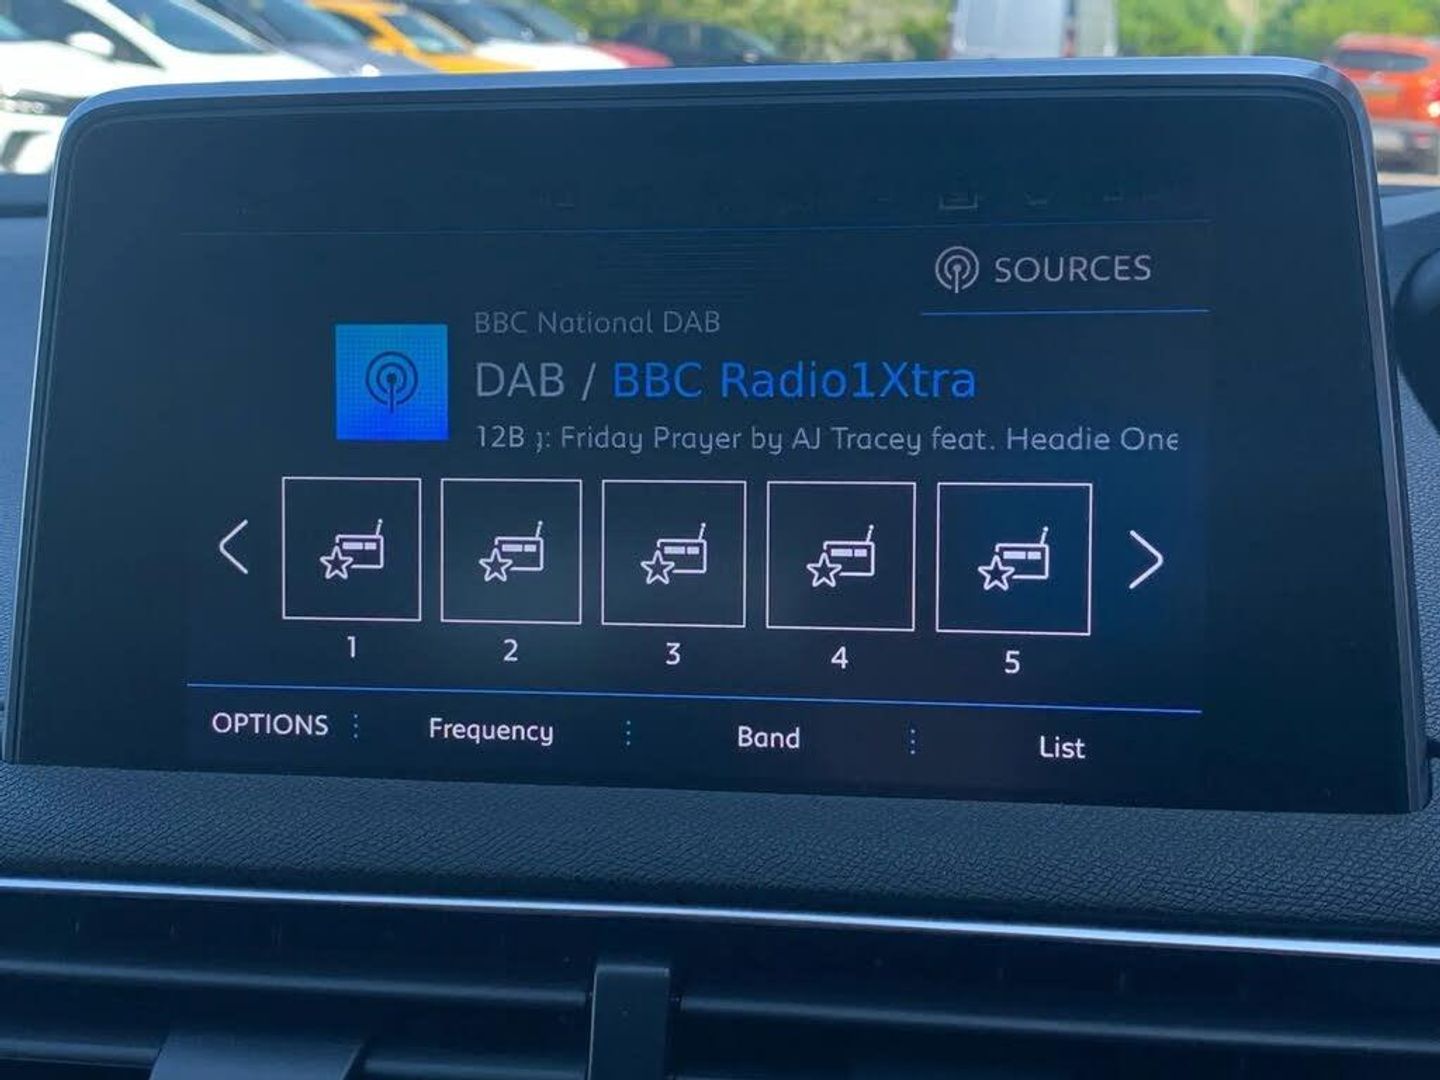 SOURCES
BBC National DAB
DAB / BBC Radio1Xtra
12B ): Friday Prayer by AJ Tracey feat. Headie One
1 2 3 4 5
OPTIONS Frequency Band List